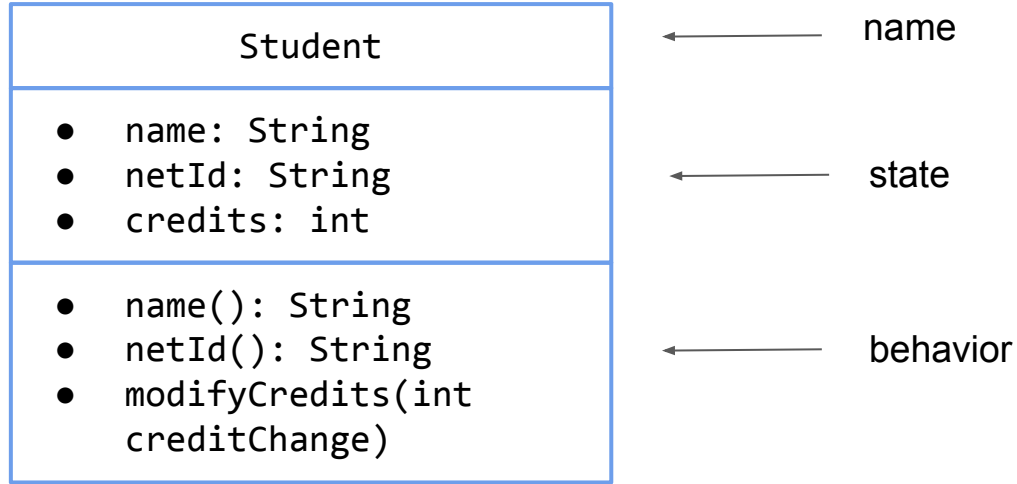 Student
name
● name: String
● netId: String
● credits: int
state
● name(): String
● netId(): String
● modifyCredits(int
creditChange)
behavior